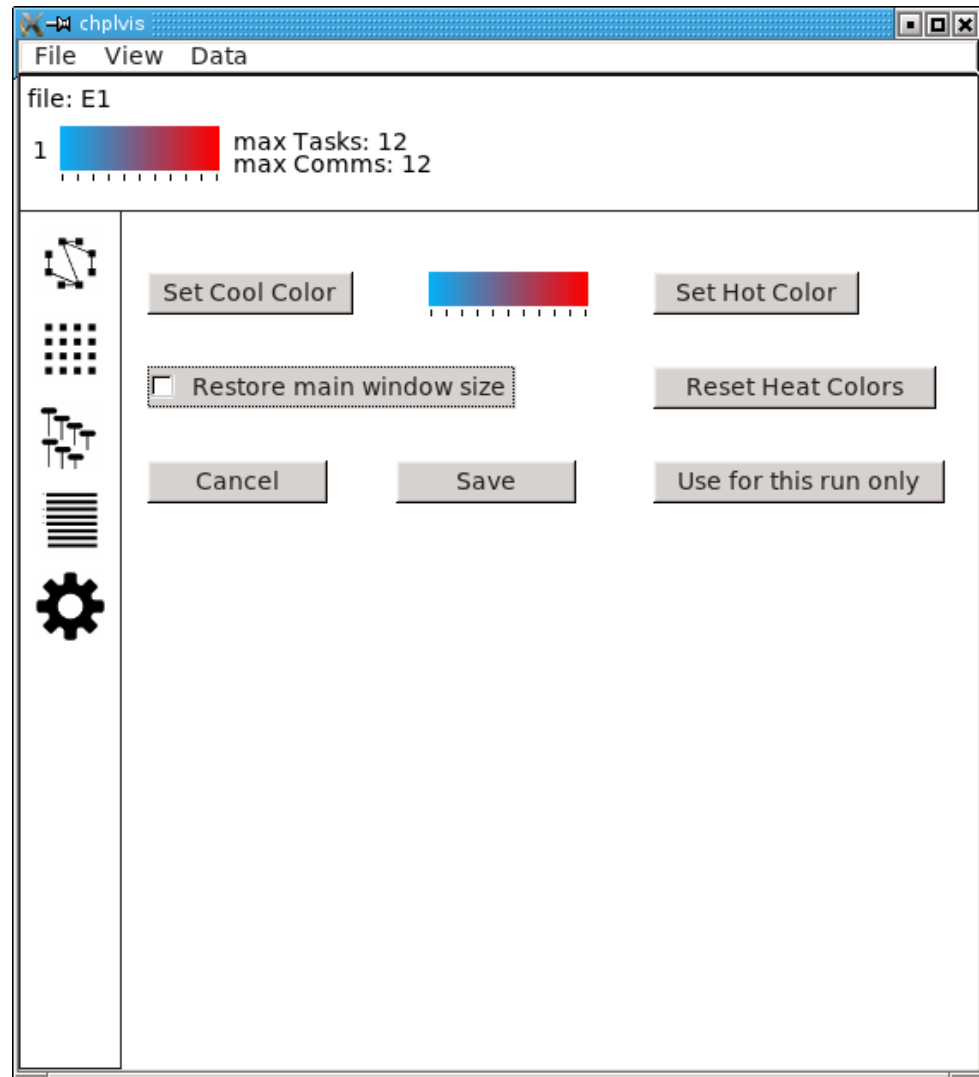 chplvis
File View Data
file: E1
1
max Tasks: 12
max Comms: 12
Set Cool Color
Set Hot Color
Restore main window size
Reset Heat Colors
Cancel
Save
Use for this run only